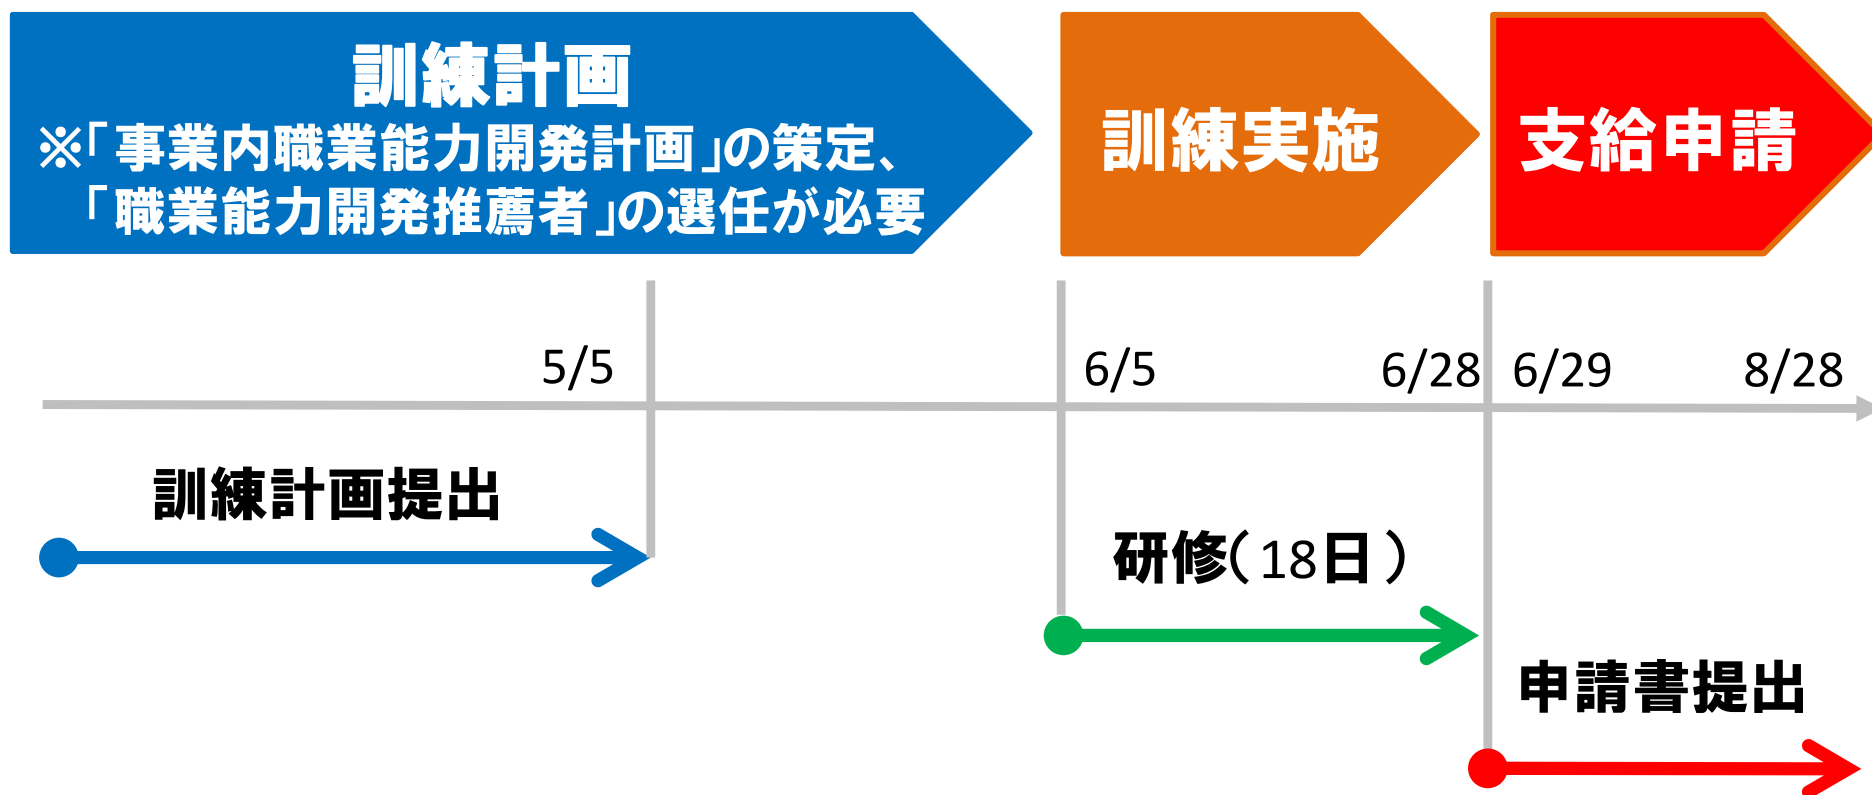 訓練計画
※「事業内職業能力開発計画」の策定、
「職業能力開発推薦者」の選任が必要
訓練実施
支給申請
5/5
6/5
6/28
6/29
8/28
訓練計画提出
研修（18日）
申請書提出